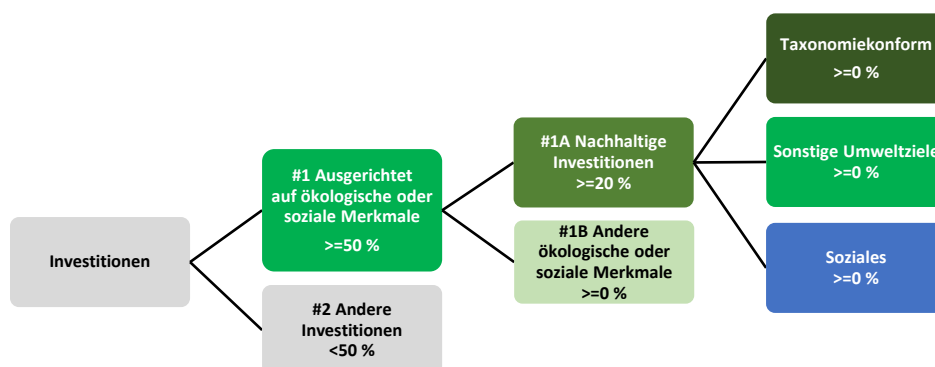 Investitionen
#1 Ausgerichtet
auf ökologische oder
soziale Merkmale
>=50 %
#2 Andere
Investitionen
<50 %
#1A Nachhaltige
Investitionen
>=20 %
#1B Andere
ökologische oder
soziale Merkmale
>=0 %
Taxonomiekonform
>=0 %
Sonstige Umweltziele
>=0 %
Soziales
>=0 %